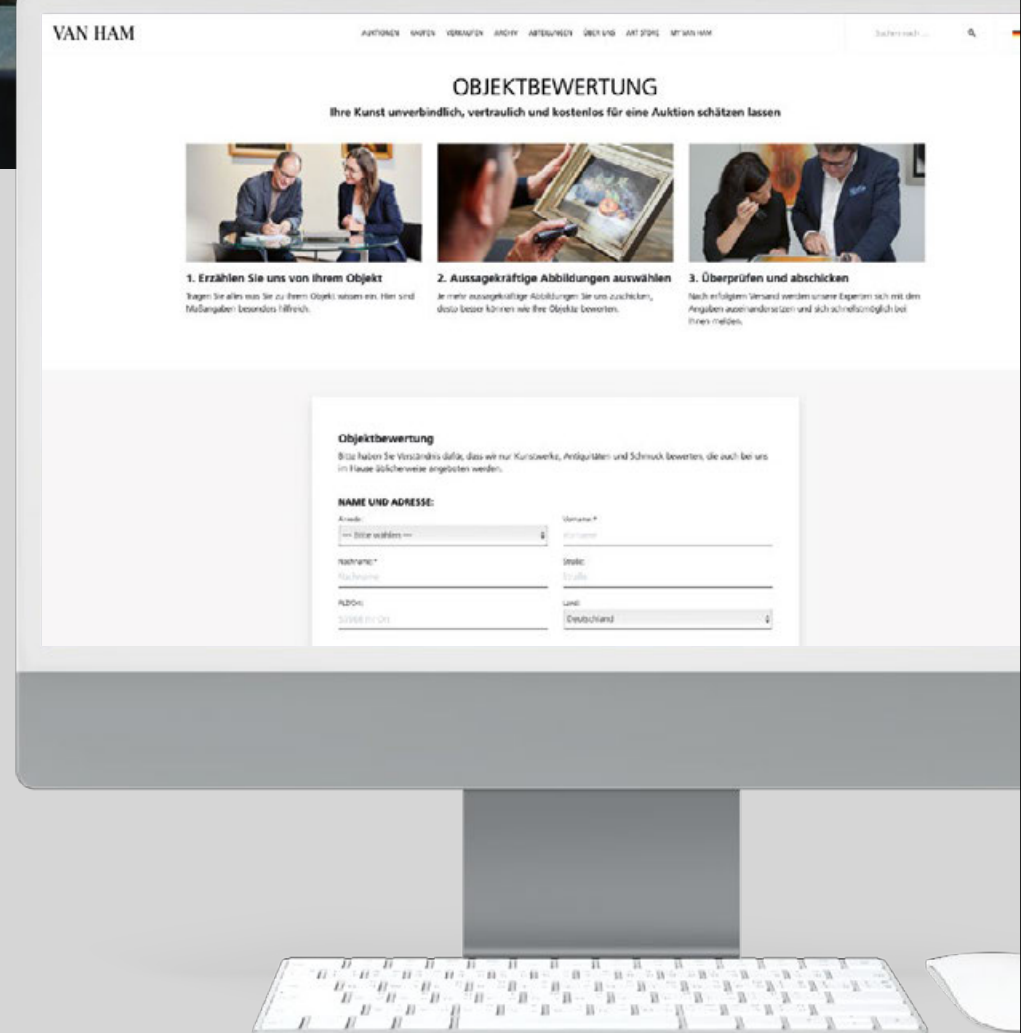 VAN HAM
AUKTIONEN KAUFEN VERKAUFEN ARCHIV ABTEILUNGEN ÜBER UNS ART STORE MY VAN HAM
Suchen nach ...
OBJEKTBEWERTUNG
Ihre Kunst unverbindlich, vertraulich und kostenlos für eine Auktion schätzen lassen
1. Erzählen Sie uns von Ihrem Objekt
Tragen Sie alles was Sie zu Ihrem Objekt wissen ein. Hier sind
Maßangaben besonders hilfreich.
2. Aussagekräftige Abbildungen auswählen
Je mehr aussagekräftige Abbildungen Sie uns zuschicken,
desto besser können wir Ihre Objekte bewerten.
3. Überprüfen und abschicken
Nach erfolgtem Versand werden unsere Experten sich mit den
Angaben auseinandersetzen und sich schnellstmöglich bei
Ihnen melden.
Objektbewertung
Bitte haben Sie Verständnis dafür, dass wir nur Kunstwerke, Antiquitäten und Schmuck bewerten, die auch bei uns
im Hause üblicherweise angeboten werden.
NAME UND ADRESSE:
Anrede:
--- Bitte wählen ---
Vorname:*
Vorname
Nachname:*
Nachname
Straße:
Straße
PLZ/Ort:
Land:
Deutschland